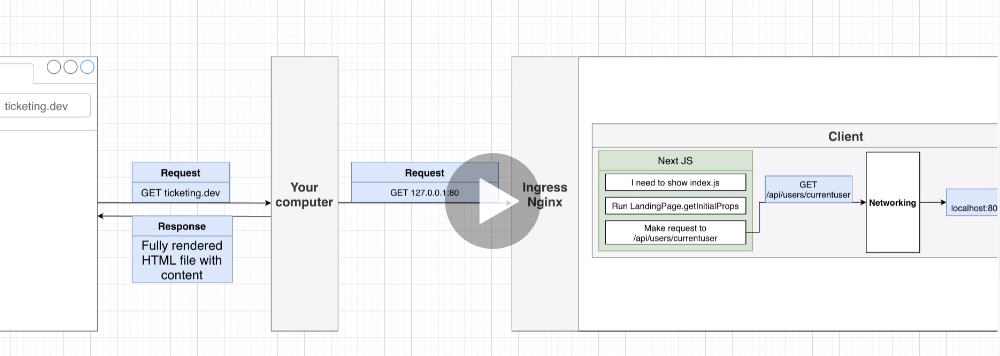 ticketing.dev
Request
GET ticketing.dev
Response
Fully rendered
HTML file with
content
Your
computer
Request
GET 127.0.0.1:80
Ingress
Nginx
Client
Next JS
I need to show index.js
Run LandingPage.getInitialProps
Make request to
/api/users/currentuser
GET
/api/users/currentuser
Networking
localhost:80